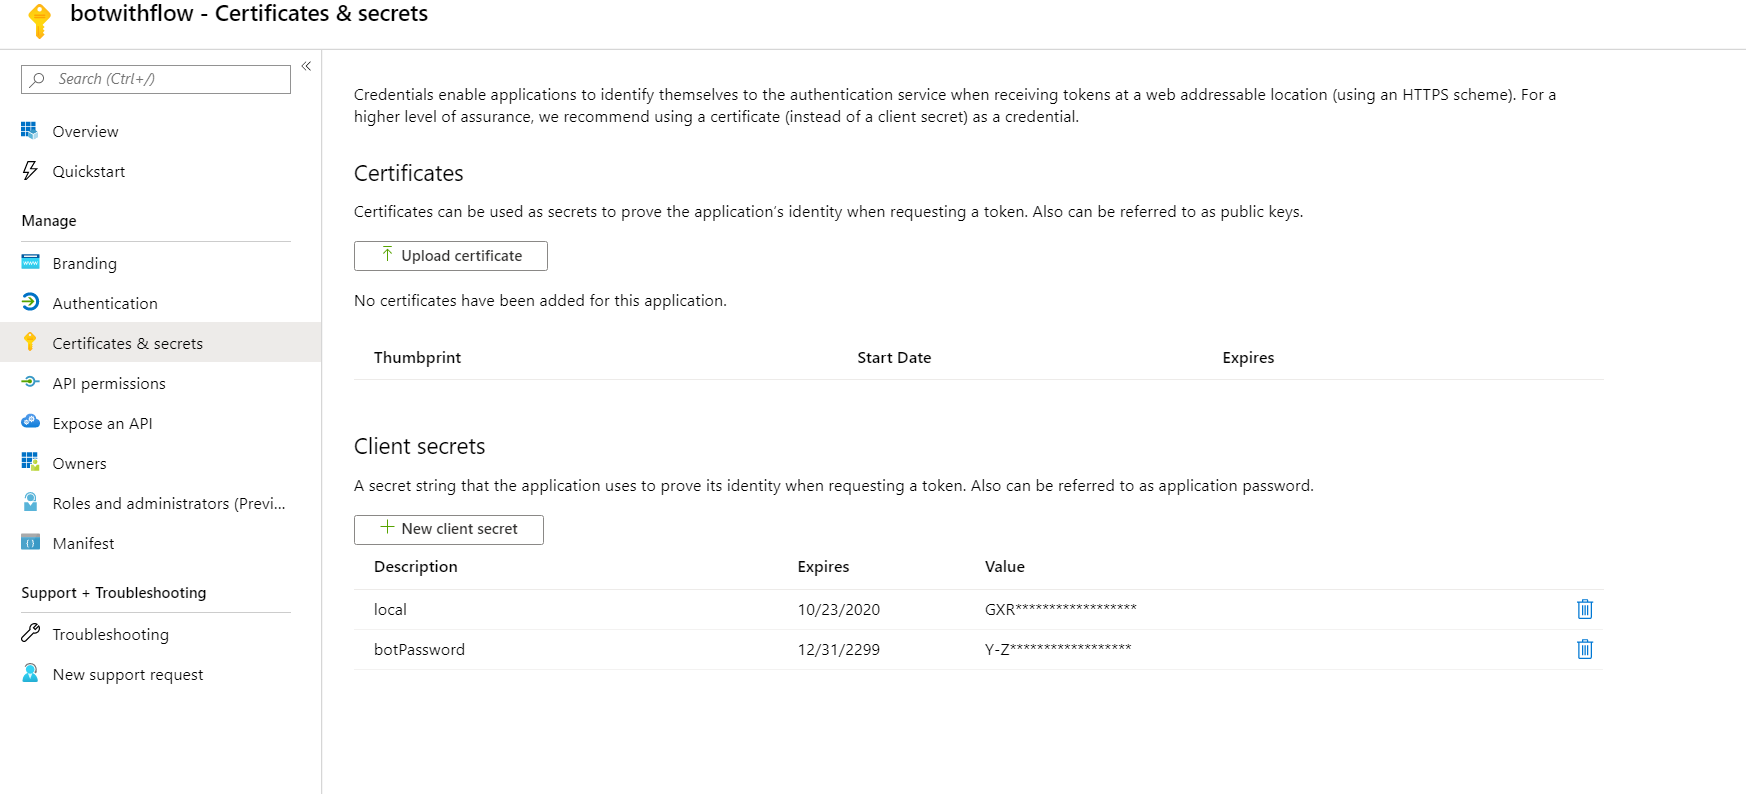 botwithflow - Certificates & secrets
Search (Ctrl+/)
«
Overview
Quickstart
Manage
Branding
Authentication
Certificates & secrets
API permissions
Expose an API
Owners
Roles and administrators (Previ...
Manifest
Support + Troubleshooting
Troubleshooting
New support request
Credentials enable applications to identify themselves to the authentication service when receiving tokens at a web addressable location (using an HTTPS scheme). For a
higher level of assurance, we recommend using a certificate (instead of a client secret) as a credential.
Certificates
Certificates can be used as secrets to prove the application's identity when requesting a token. Also can be referred to as public keys.
Upload certificate
No certificates have been added for this application.
Thumbprint Start Date Expires
Client secrets
A secret string that the application uses to prove its identity when requesting a token. Also can be referred to as application password.
New client secret
Description Expires Value
local 10/23/2020 GXR******************
botPassword 12/31/2299 Y-Z******************